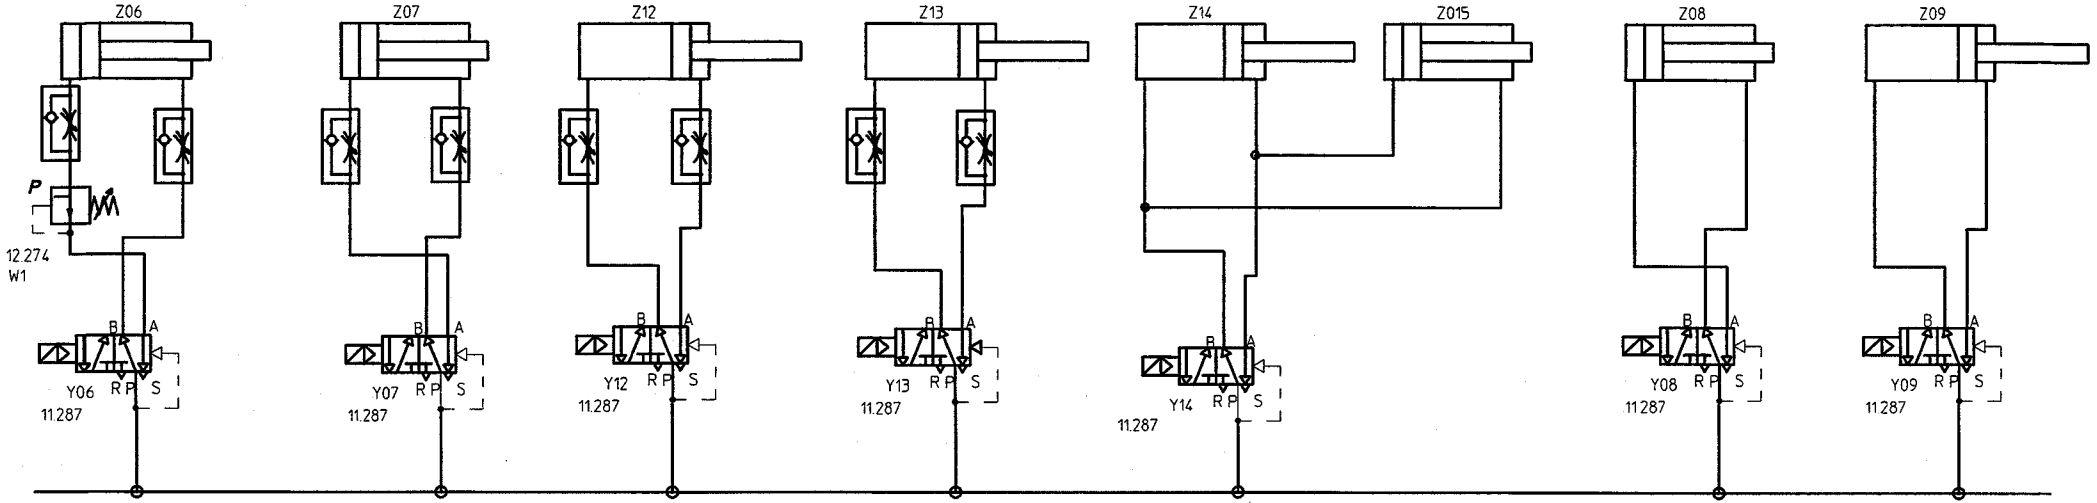 Z06 Z07 Z12 Z13 Z14 Z015 Z08 Z09
P
12.274
W1
B A B A B A B A B A B A B A
Y06 R P S Y07 R P S Y12 R P S Y13 R P S Y14 R P S Y08 R P S Y09 R P S
11.287 11.287 11.287 11.287 11.287 11.287 11.287